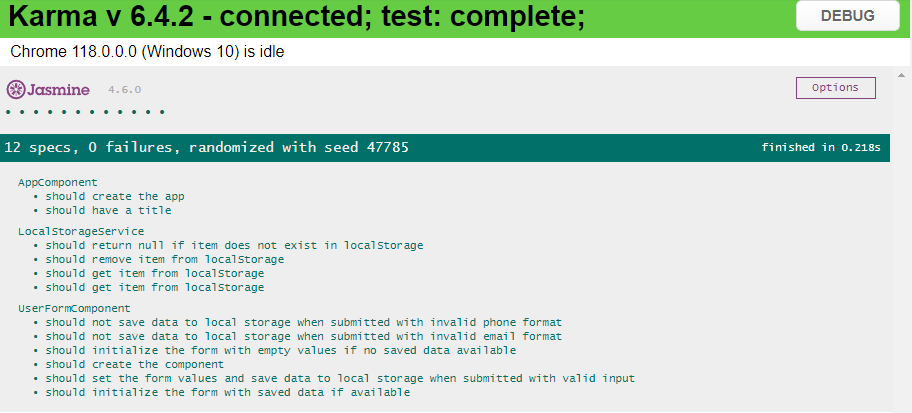 Karma v 6.4.2 - connected; test: complete;
DEBUG
Chrome 118.0.0.0 (Windows 10) is idle
Jasmine 4.6.0
Options
12 specs, 0 failures, randomized with seed 47785
finished in 0.218s
AppComponent
• should create the app
• should have a title
LocalStorageService
• should return null if item does not exist in localStorage
• should remove item from localStorage
• should get item from localStorage
• should get item from localStorage
UserFormComponent
• should not save data to local storage when submitted with invalid phone format
• should not save data to local storage when submitted with invalid email format
• should initialize the form with empty values if no saved data available
• should create the component
• should set the form values and save data to local storage when submitted with valid input
• should initialize the form with saved data if available